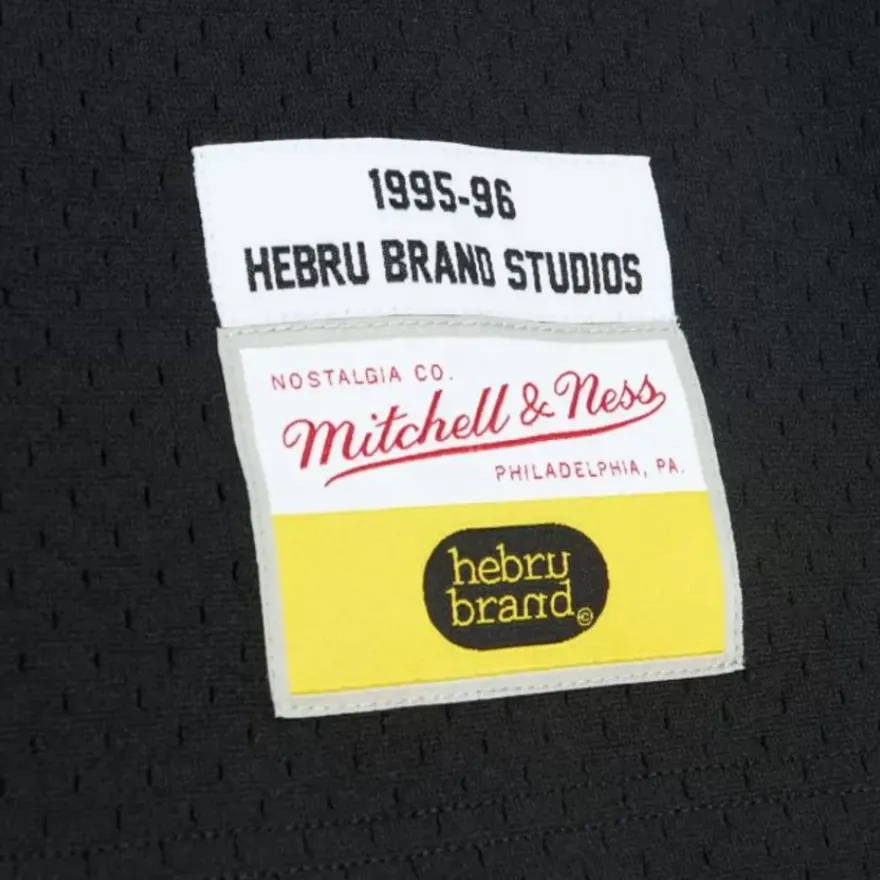 1995-96
HEBRU BRAND STUDIOS
NOSTALGIA CO.
Mitchell & Ness
PHILADELPHIA, PA.
hebru
brand©